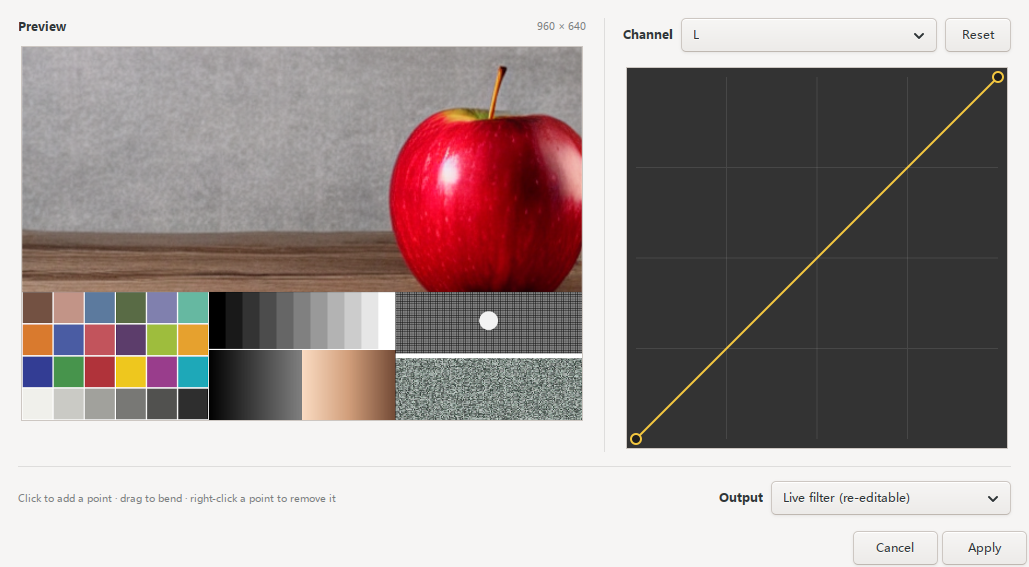 Preview
960 × 640
Channel
L
Reset
Click to add a point · drag to bend · right-click a point to remove it
Output
Live filter (re-editable)
Cancel
Apply